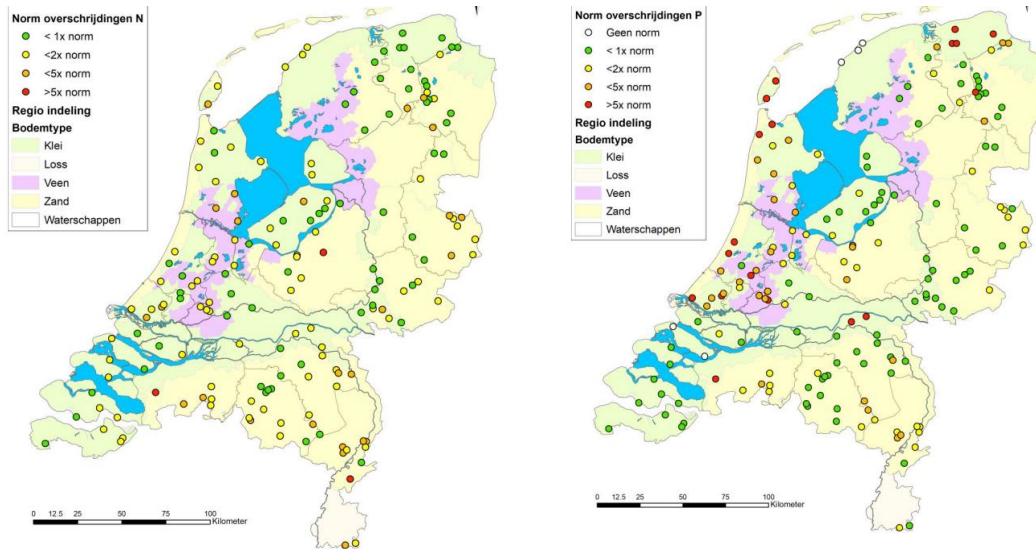 Norm overschrijdingen N
< 1x norm
<2x norm
<5x norm
>5x norm
Regio indeling
Bodemtype
Klei
Loss
Veen
Zand
Waterschappen
0 12.5 25 50 75 100
Kilometer
Norm overschrijdingen P
Geen norm
< 1x norm
<2x norm
<5x norm
>5x norm
Regio indeling
Bodemtype
Klei
Loss
Veen
Zand
Waterschappen
0 12.5 25 50 75 100
Kilometer